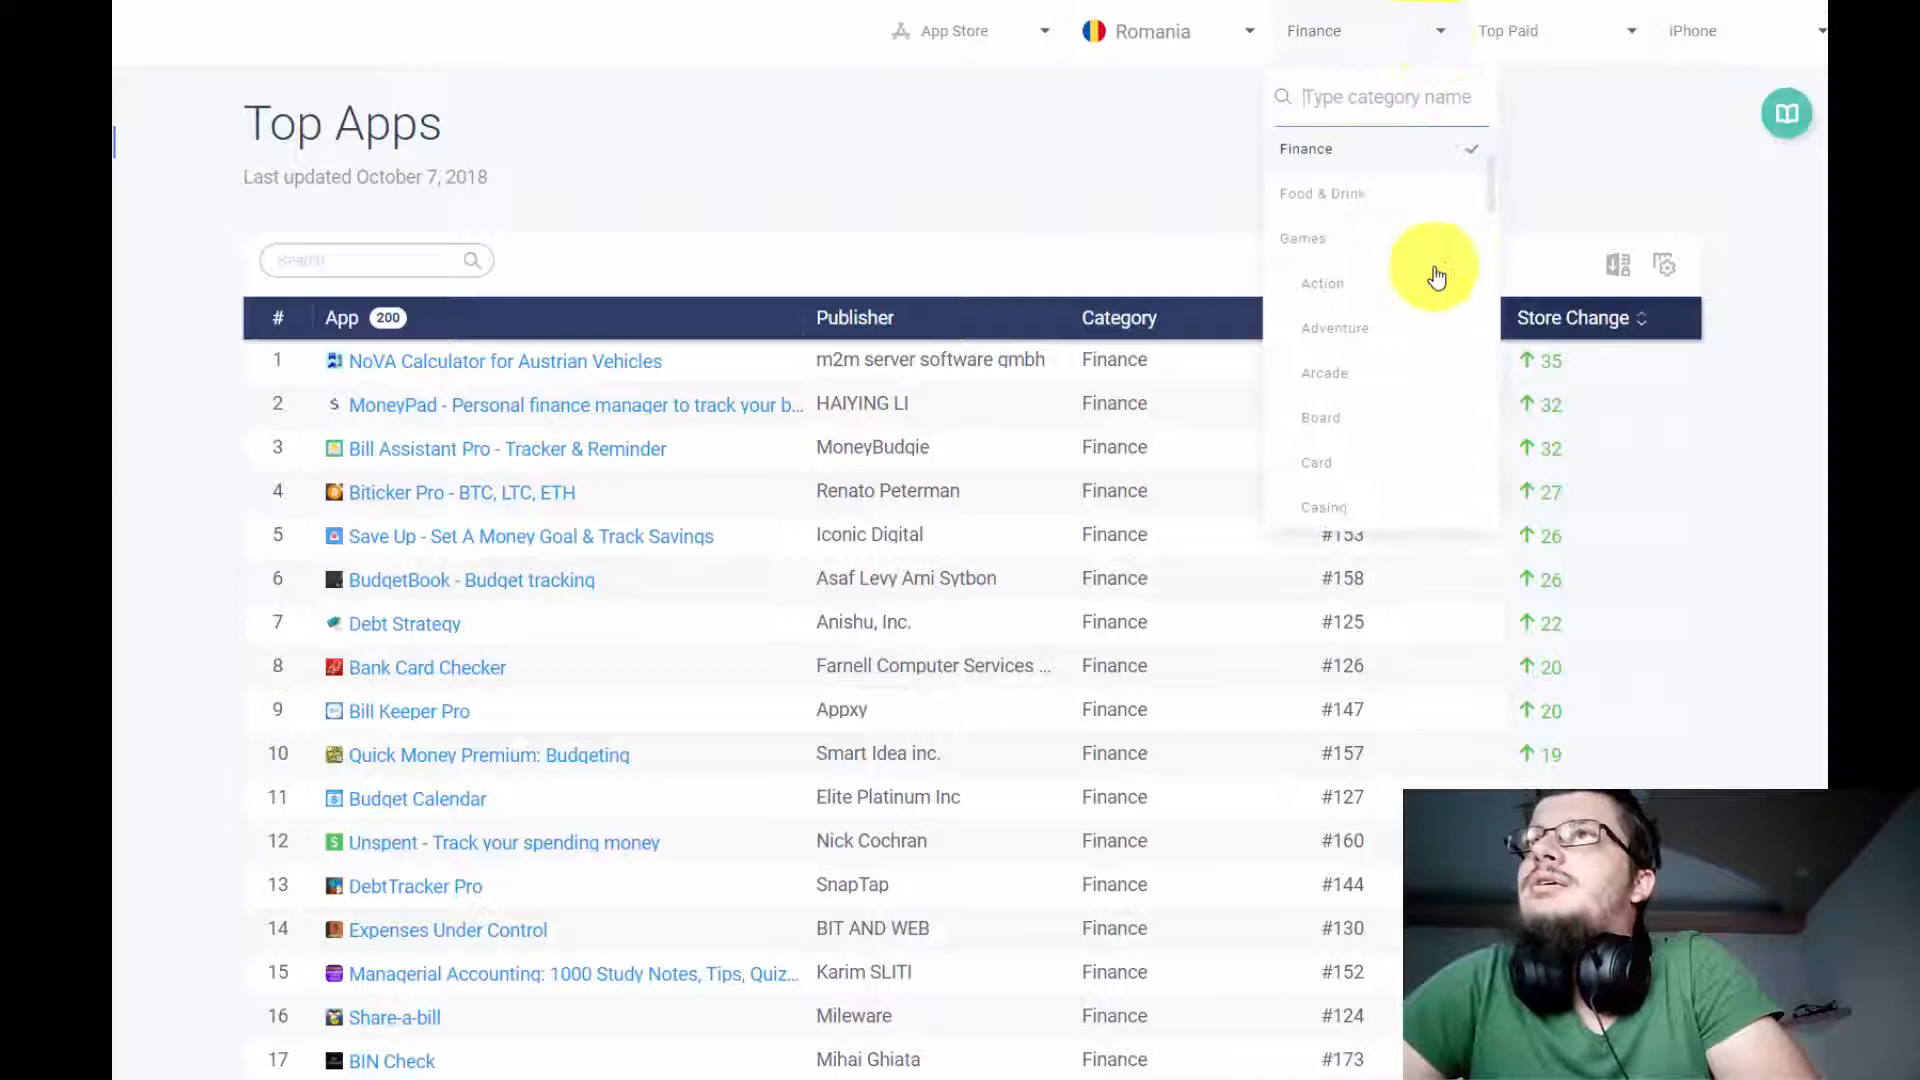 App Store Romania Finance Top Paid iPhone
Type category name
Top Apps
Finance
Last updated October 7, 2018
Food & Drink
Games
Search
Action
# App 200 Publisher Category Store Change
Adventure
1 NoVA Calculator for Austrian Vehicles m2m server software gmbh Finance 35
Arcade
2 MoneyPad - Personal finance manager to track your b... HAIYING LI Finance 32
Board
3 Bill Assistant Pro - Tracker & Reminder MoneyBudgie Finance 32
Card
4 Biticker Pro - BTC, LTC, ETH Renato Peterman Finance 27
Casino
5 Save Up - Set A Money Goal & Track Savings Iconic Digital Finance #153 26
6 BudgetBook - Budget tracking Asaf Levy Ami Sytbon Finance #158 26
7 Debt Strategy Anishu, Inc. Finance #125 22
8 Bank Card Checker Farnell Computer Services ... Finance #126 20
9 Bill Keeper Pro Appxy Finance #147 20
10 Quick Money Premium: Budgeting Smart Idea inc. Finance #157 19
11 Budget Calendar Elite Platinum Inc Finance #127
12 Unspent - Track your spending money Nick Cochran Finance #160
13 DebtTracker Pro SnapTap Finance #144
14 Expenses Under Control BIT AND WEB Finance #130
15 Managerial Accounting: 1000 Study Notes, Tips, Quiz... Karim SLITI Finance #152
16 Share-a-bill Mileware Finance #124
17 BIN Check Mihai Ghiata Finance #173